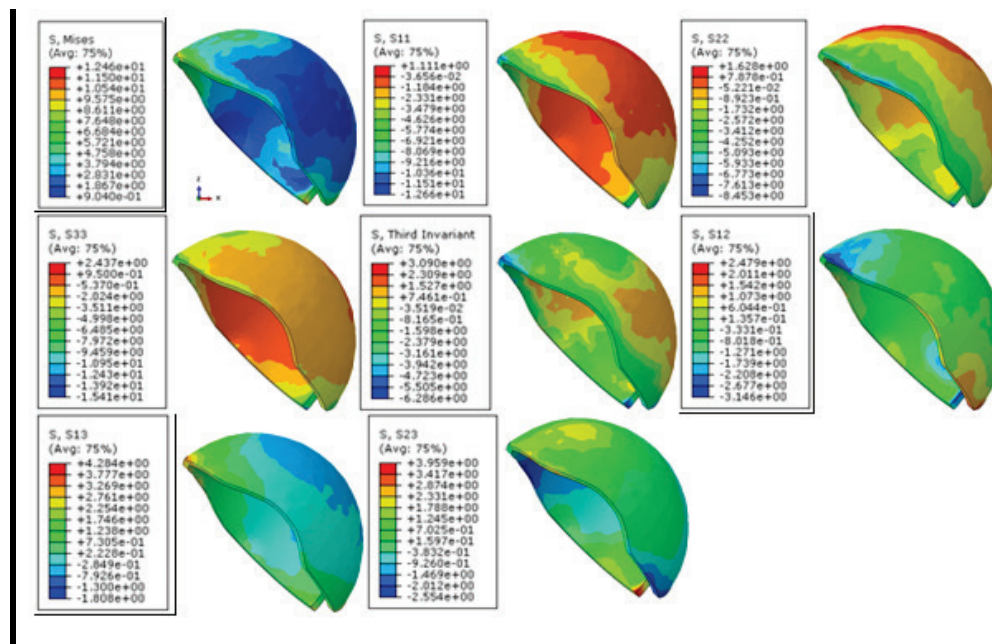 S, Mises
(Avg: 75%)
+1.246e+01
+1.150e+01
+1.054e+01
+9.575e+00
+8.611e+00
+7.648e+00
+6.684e+00
+5.721e+00
+4.758e+00
+3.794e+00
+2.831e+00
+1.867e+00
+9.040e-01
z
x
S, S11
(Avg: 75%)
+1.111e+00
-3.656e-02
-1.184e+00
-2.331e+00
-3.479e+00
-4.626e+00
-5.774e+00
-6.921e+00
-8.069e+00
-9.216e+00
-1.036e+01
-1.151e+01
-1.266e+01
S, S22
(Avg: 75%)
+1.628e+00
+7.878e-01
-5.221e-02
-8.923e-01
-1.732e+00
-2.572e+00
-3.412e+00
-4.252e+00
-5.093e+00
-5.933e+00
-6.773e+00
-7.613e+00
-8.453e+00
S, S33
(Avg: 75%)
+2.437e+00
+9.500e-01
-5.370e-01
-2.024e+00
-3.511e+00
-4.998e+00
-6.485e+00
-7.972e+00
-9.459e+00
-1.095e+01
-1.243e+01
-1.392e+01
-1.541e+01
S, Third Invariant
(Avg: 75%)
+3.090e+00
+2.309e+00
+1.527e+00
+7.461e-01
-3.519e-02
-8.165e-01
-1.598e+00
-2.379e+00
-3.161e+00
-3.942e+00
-4.723e+00
-5.505e+00
-6.286e+00
S, S12
(Avg: 75%)
+2.479e+00
+2.011e+00
+1.542e+00
+1.073e+00
+6.044e-01
+1.357e-01
-3.331e-01
-8.018e-01
-1.271e+00
-1.739e+00
-2.208e+00
-2.677e+00
-3.146e+00
S, S13
(Avg: 75%)
+4.284e+00
+3.777e+00
+3.269e+00
+2.761e+00
+2.254e+00
+1.746e+00
+1.238e+00
+7.305e-01
+2.228e-01
-2.849e-01
-7.926e-01
-1.300e+00
-1.808e+00
S, S23
(Avg: 75%)
+3.959e+00
+3.417e+00
+2.874e+00
+2.331e+00
+1.788e+00
+1.245e+00
+7.025e-01
+1.597e-01
-3.832e-01
-9.260e-01
-1.469e+00
-2.012e+00
-2.554e+00